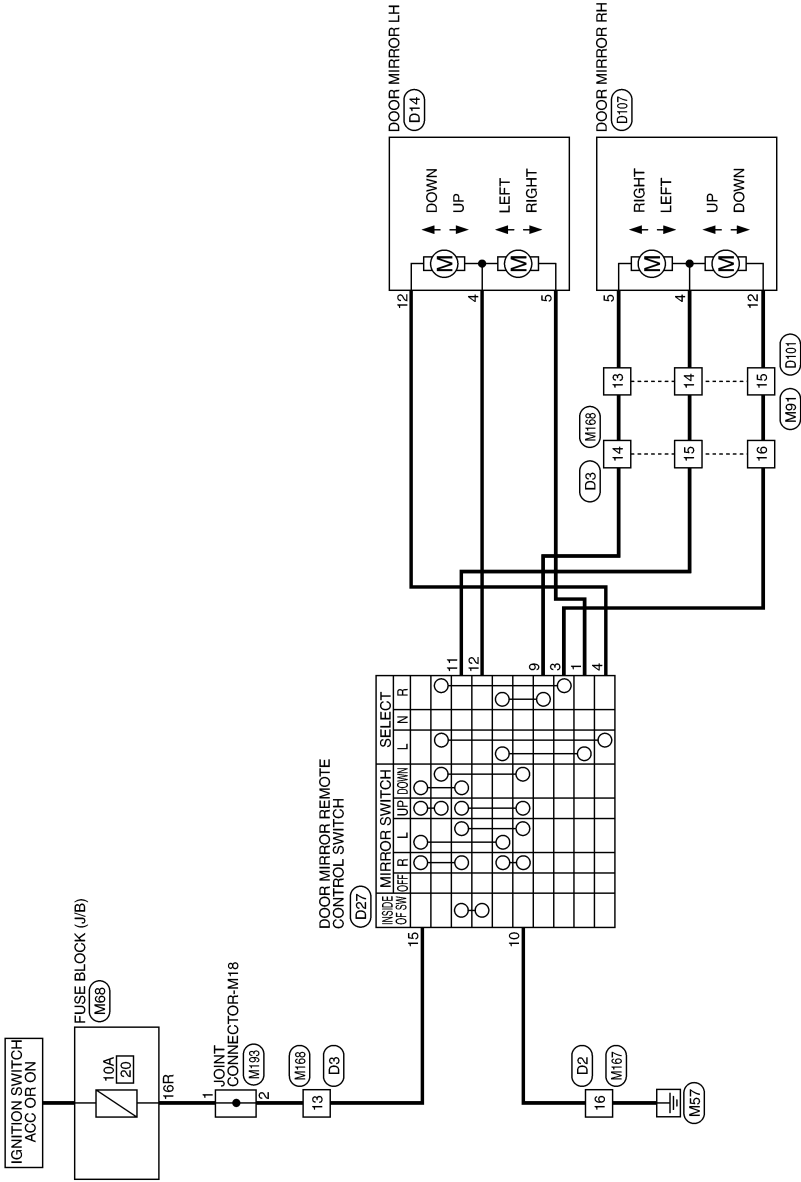 IGNITION SWITCH
ACC OR ON
FUSE BLOCK (J/B)
M68
10A
20
16R
1
JOINT
CONNECTOR-M18
M193
2
M168
13
D3
DOOR MIRROR REMOTE
CONTROL SWITCH
D27
15
10
D2
16
M167
M57
INSIDE
OF SW
MIRROR SWITCH
SELECT
OFF
R
L
UP
DOWN
L
N
R
11
12
9
3
1
4
DOOR MIRROR LH
D14
12
DOWN
UP
M
4
LEFT
RIGHT
M
5
DOOR MIRROR RH
D107
5
RIGHT
LEFT
M
4
UP
DOWN
M
12
D3
M168
14
13
15
14
16
15
M91
D101